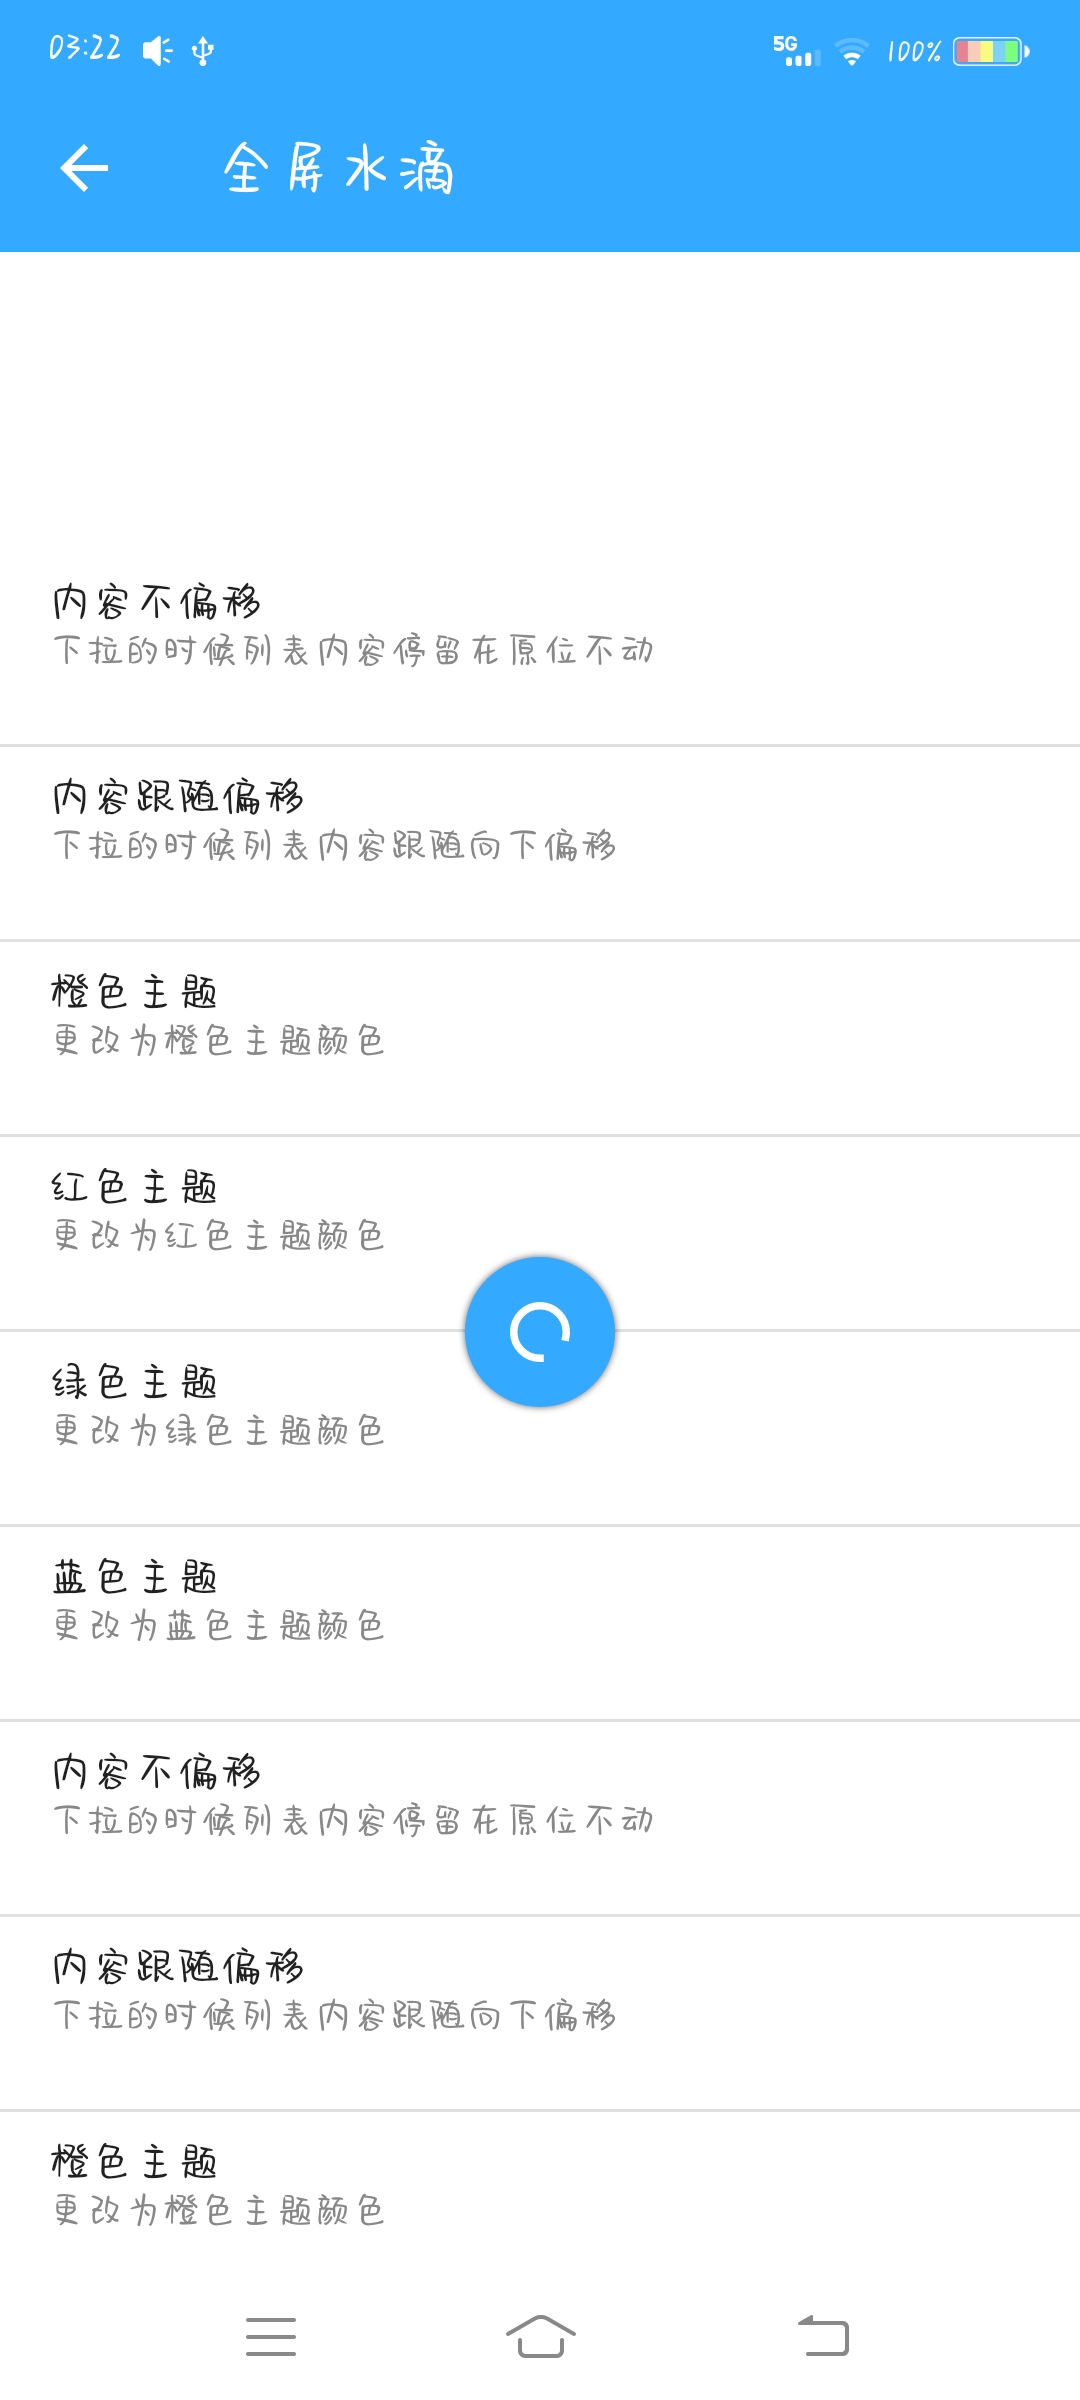 03:22 5G 100%
全屏水滴
内容不偏移
下拉的时候列表内容停留在原位不动
内容跟随偏移
下拉的时候列表内容跟随向下偏移
橙色主题
更改为橙色主题颜色
红色主题
更改为红色主题颜色
绿色主题
更改为绿色主题颜色
蓝色主题
更改为蓝色主题颜色
内容不偏移
下拉的时候列表内容停留在原位不动
内容跟随偏移
下拉的时候列表内容跟随向下偏移
橙色主题
更改为橙色主题颜色